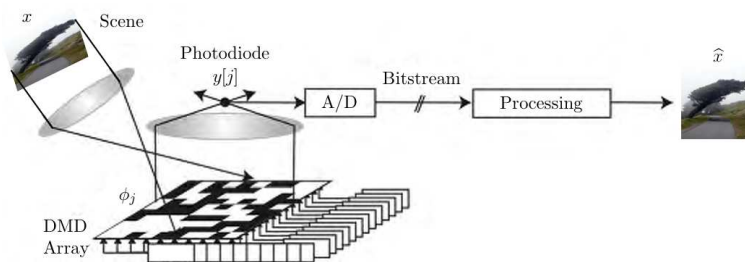 x
Scene
Photodiode
y[j]
A/D
Bitstream
Processing
x̂
ϕⱼ
DMD
Array